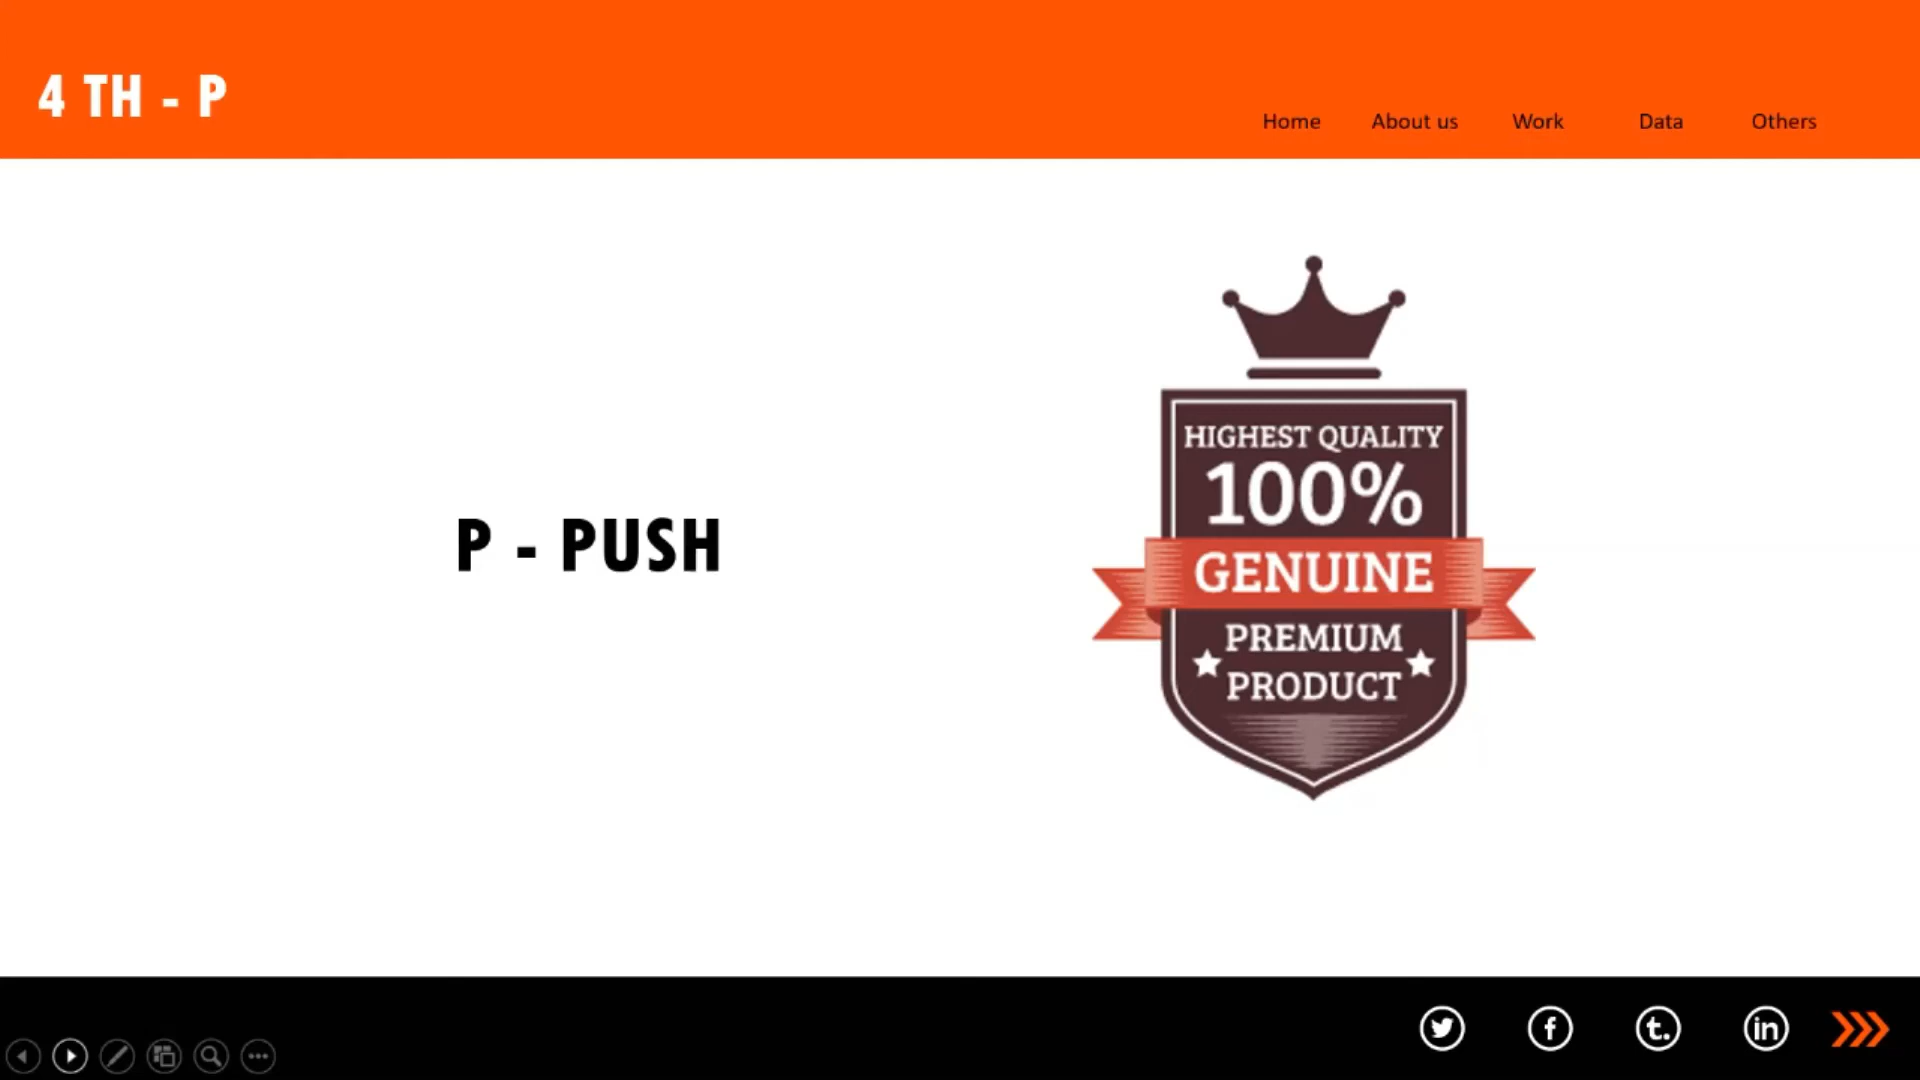 4 TH - P
Home About us Work Data Others
P - PUSH
HIGHEST QUALITY
100%
GENUINE
PREMIUM
PRODUCT